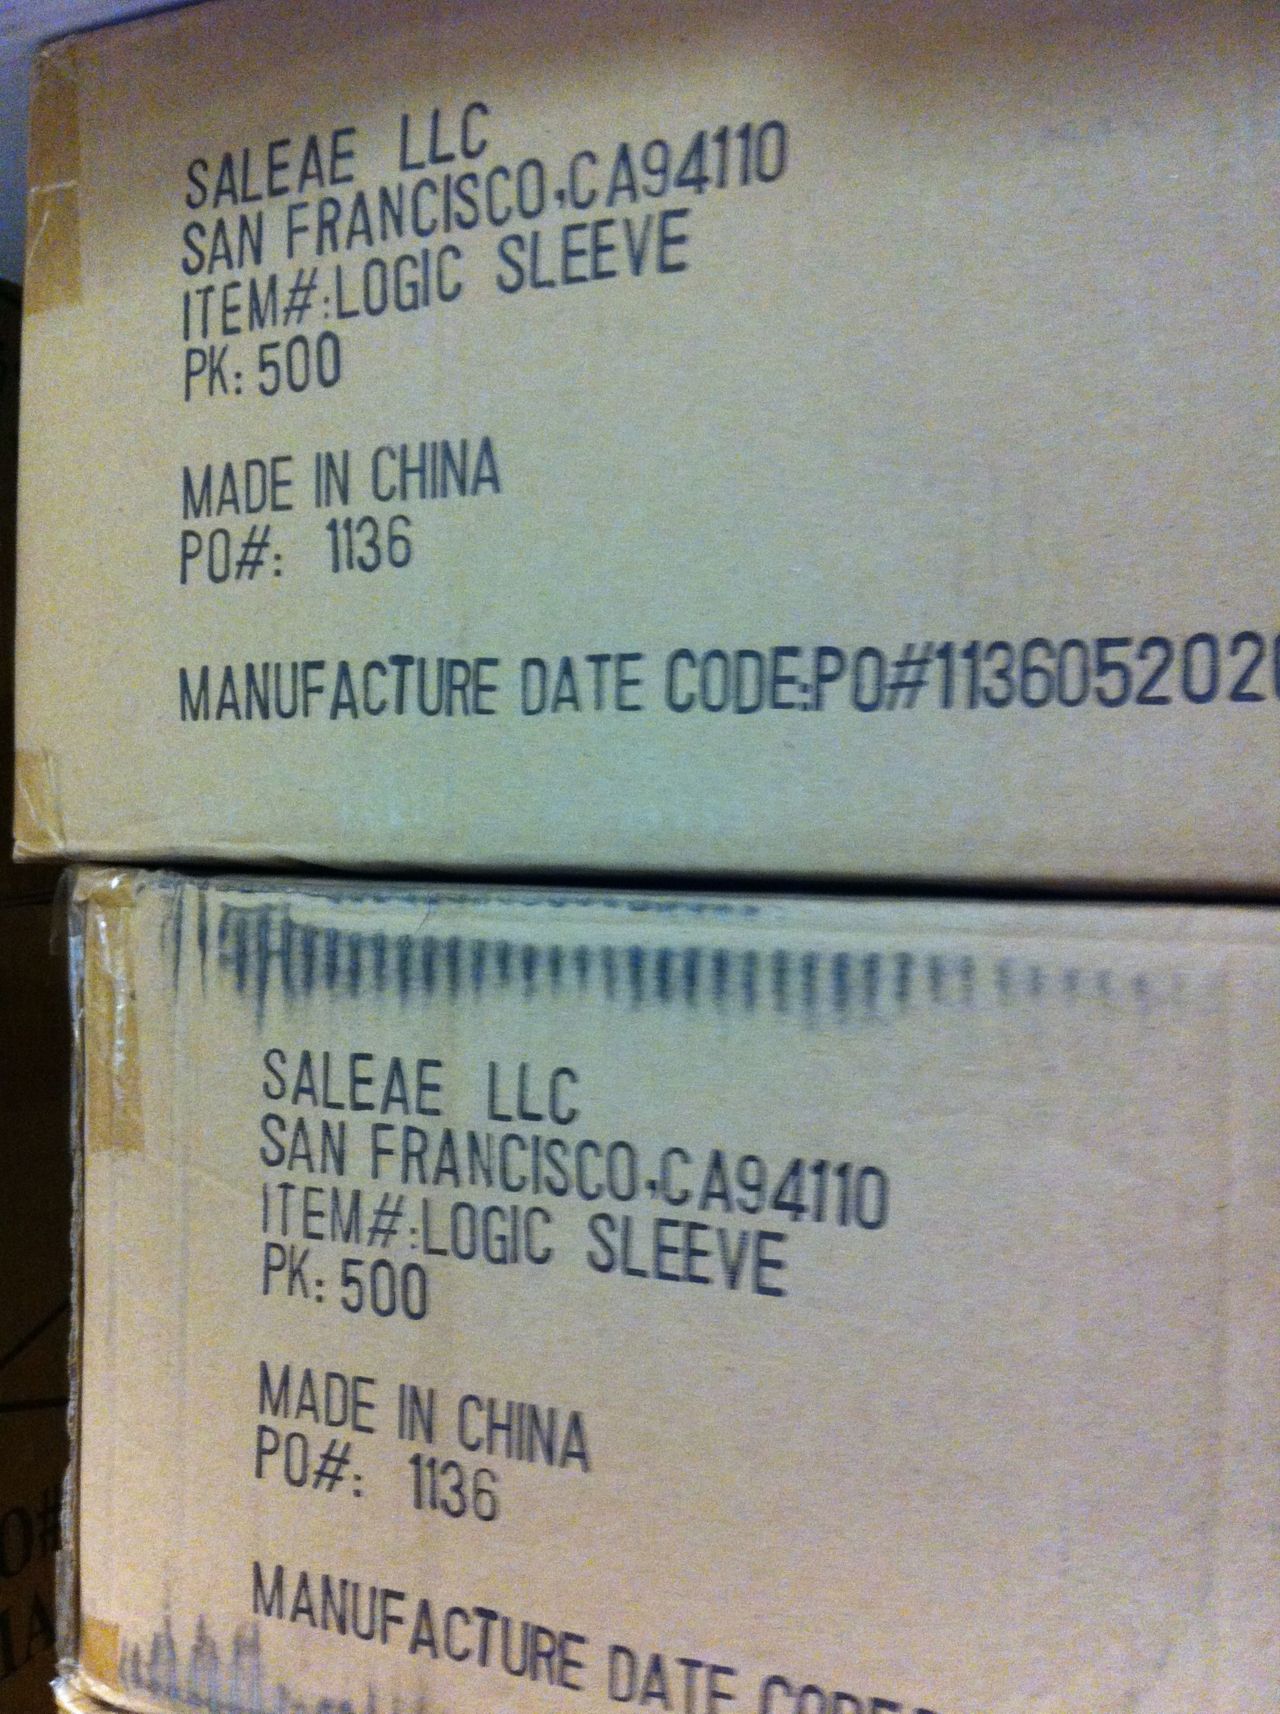 SALEAE LLC
SAN FRANCISCO,CA94110
ITEM#:LOGIC SLEEVE
PK: 500
MADE IN CHINA
PO#: 1136
MANUFACTURE DATE CODE:PO#113605202
SALEAE LLC
SAN FRANCISCO,CA94110
ITEM#:LOGIC SLEEVE
PK: 500
MADE IN CHINA
PO#: 1136
MANUFACTURE DATE CODE